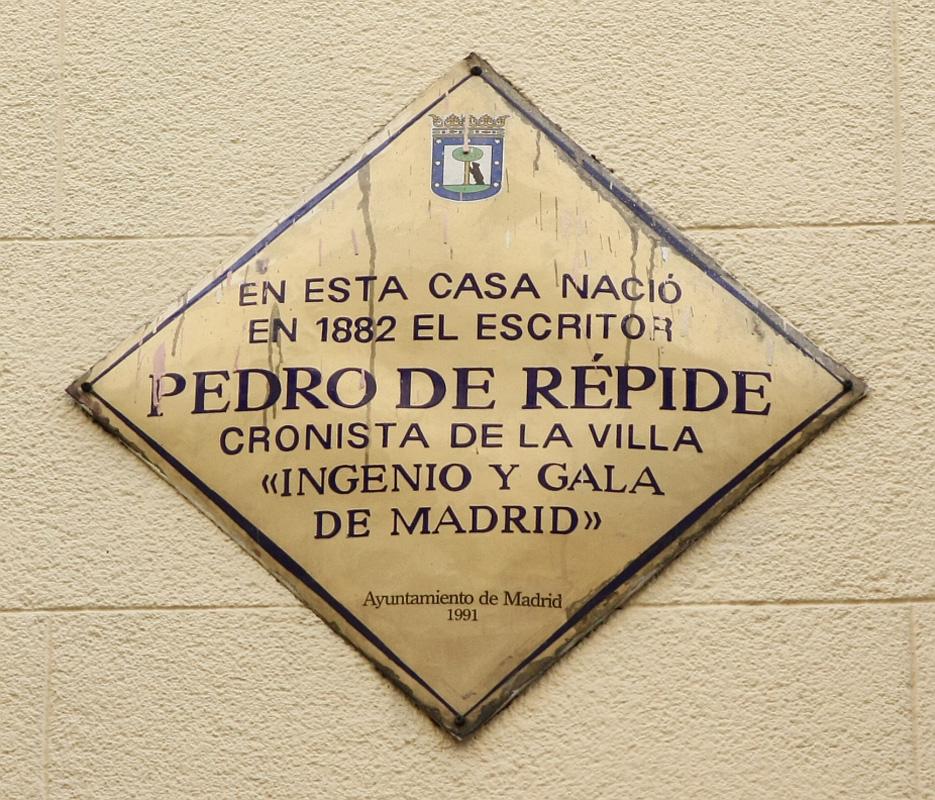 EN ESTA CASA NACIÓ
EN 1882 EL ESCRITOR
PEDRO DE RÉPIDE
CRONISTA DE LA VILLA
«INGENIO Y GALA
DE MADRID»
Ayuntamiento de Madrid
1991